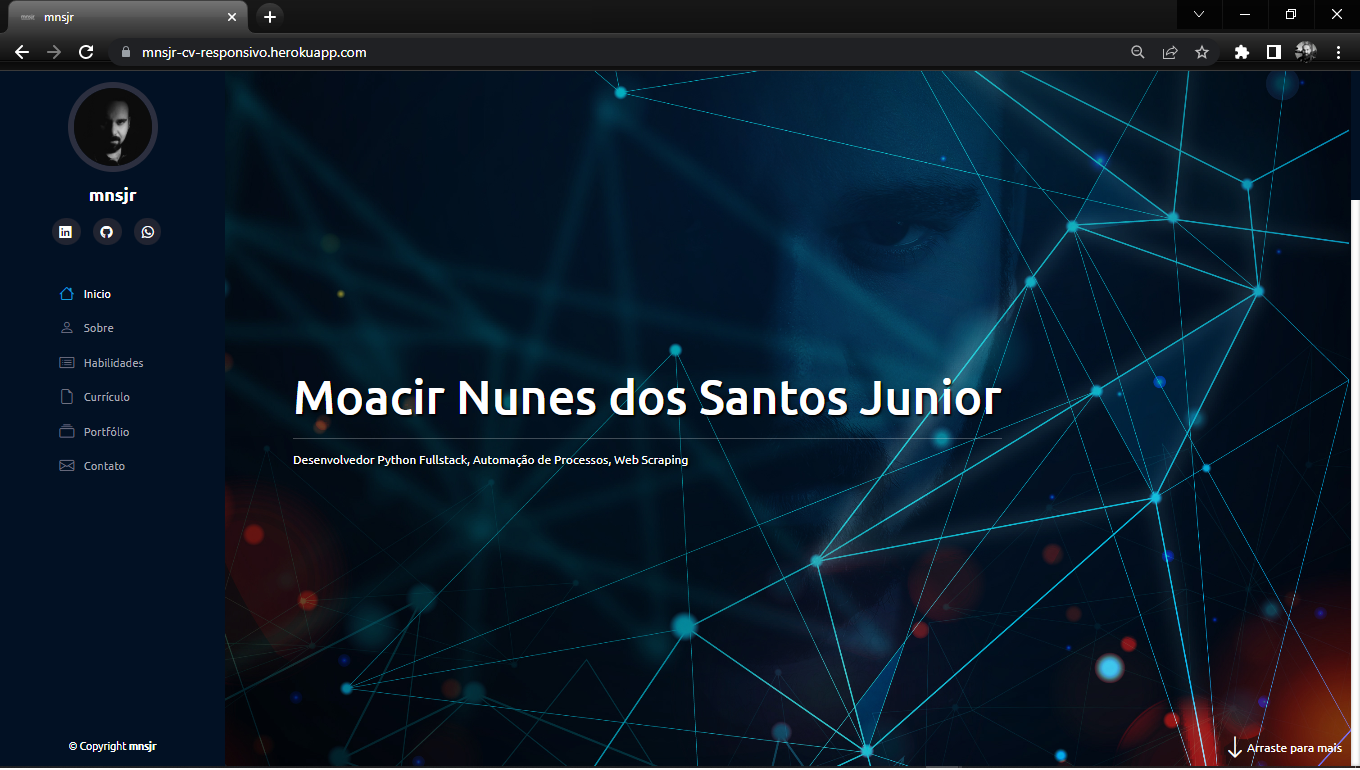 mnsjr
mnsjr-cv-responsivo.herokuapp.com
mnsjr
Inicio
Sobre
Habilidades
Currículo
Portfólio
Contato
© Copyright mnsjr
Moacir Nunes dos Santos Junior
Desenvolvedor Python Fullstack, Automação de Processos, Web Scraping
Arraste para mais